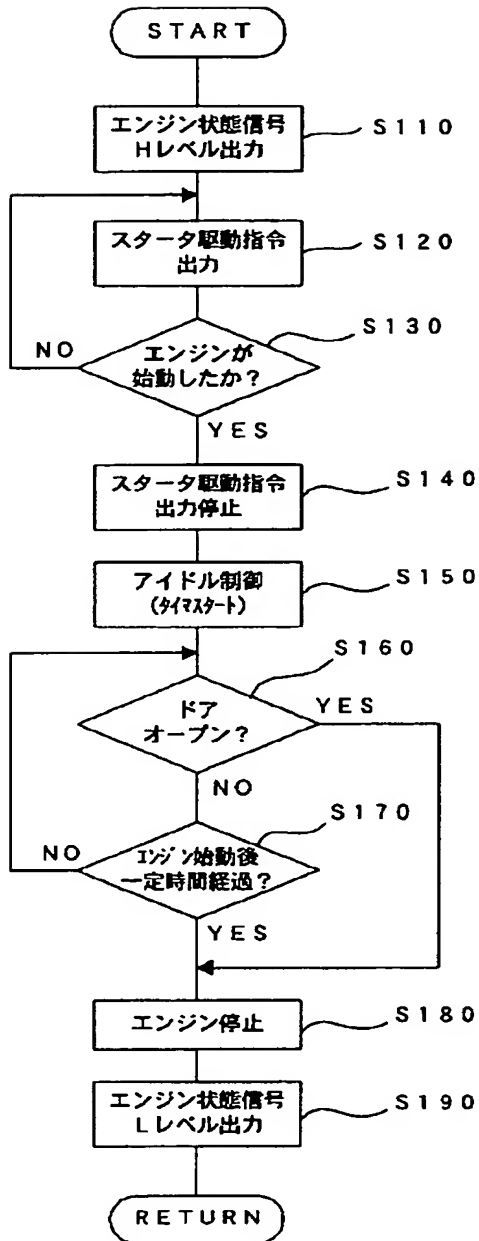 START
エンジン状態信号
Hレベル出力
S110
スタータ駆動指令
出力
S120
エンジンが
始動したか？
S130
NO
YES
スタータ駆動指令
出力停止
S140
アイドル制御
(ﾀｲﾏｽﾀｰﾄ)
S150
ドア
オープン？
S160
YES
NO
ｴﾝｼﾞﾝ始動後
一定時間経過？
S170
NO
YES
エンジン停止
S180
エンジン状態信号
Lレベル出力
S190
RETURN